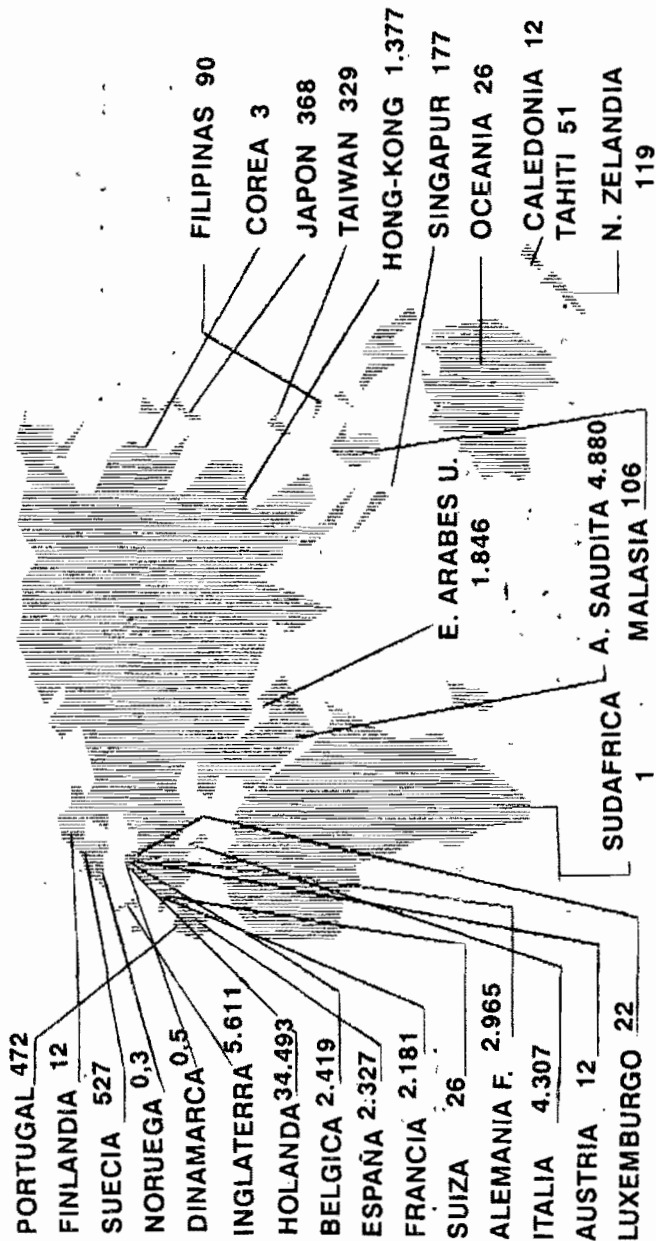 PORTUGAL 472
FINLANDIA 12
SUECIA 527
NORUEGA 0,3
DINAMARCA 0,5
INGLATERRA 5.611
HOLANDA 34.493
BELGICA 2.419
ESPAÑA 2.327
FRANCIA 2.181
SUIZA 26
ALEMANIA F. 2.965
ITALIA 4.307
AUSTRIA 12
LUXEMBURGO 22
FILIPINAS 90
COREA 3
JAPON 368
TAIWAN 329
HONG-KONG 1.377
SINGAPUR 177
OCEANIA 26
CALEDONIA 12
TAHITI 51
N. ZELANDIA
119
E. ARABES U.
1.846
SUDAFRICA
1
A. SAUDITA 4.880
MALASIA 106